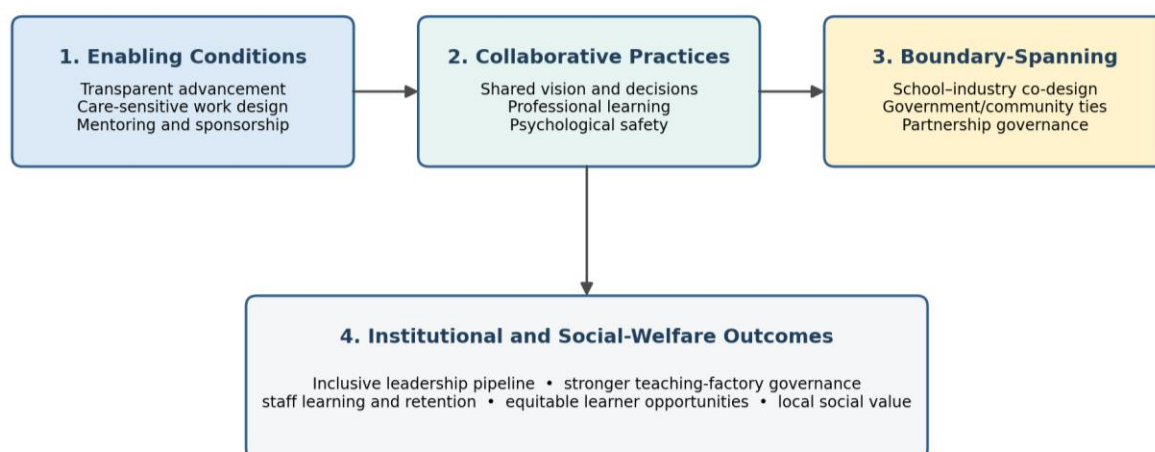 1. Enabling Conditions
Transparent advancement
Care-sensitive work design
Mentoring and sponsorship
2. Collaborative Practices
Shared vision and decisions
Professional learning
Psychological safety
3. Boundary-Spanning
School–industry co-design
Government/community ties
Partnership governance
4. Institutional and Social-Welfare Outcomes
Inclusive leadership pipeline • stronger teaching-factory governance
staff learning and retention • equitable learner opportunities • local social value